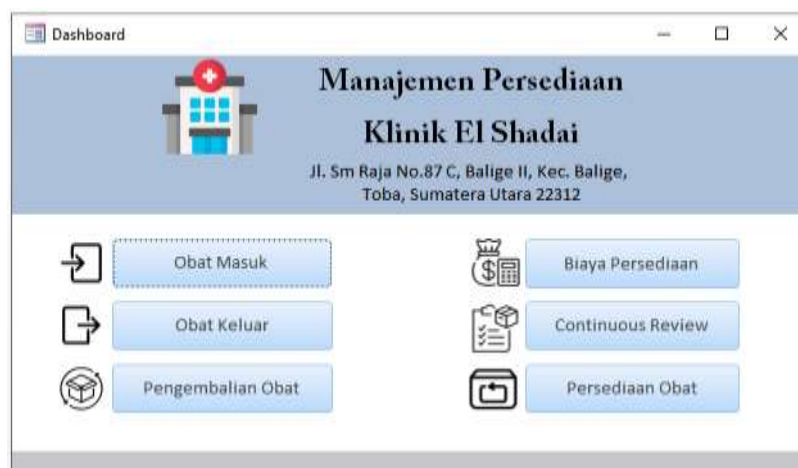 Dashboard
Manajemen Persediaan
Klinik El Shadai
Jl. Sm Raja No.87 C, Balige II, Kec. Balige,
Toba, Sumatera Utara 22312
Obat Masuk
Biaya Persediaan
Obat Keluar
Continuous Review
Pengembalian Obat
Persediaan Obat